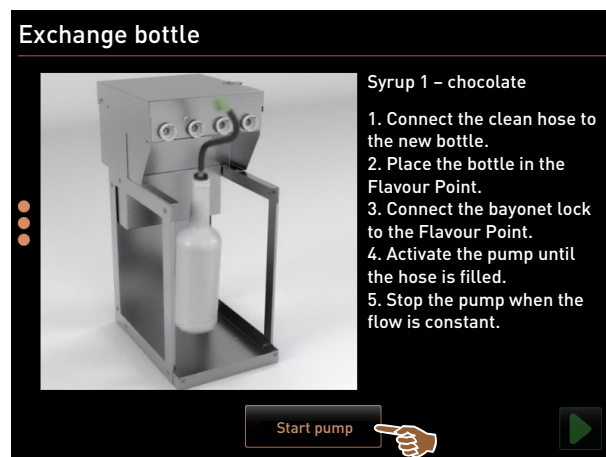 Exchange bottle
Syrup 1 – chocolate
1. Connect the clean hose to
the new bottle.
2. Place the bottle in the
Flavour Point.
3. Connect the bayonet lock
to the Flavour Point.
4. Activate the pump until
the hose is filled.
5. Stop the pump when the
flow is constant.
Start pump